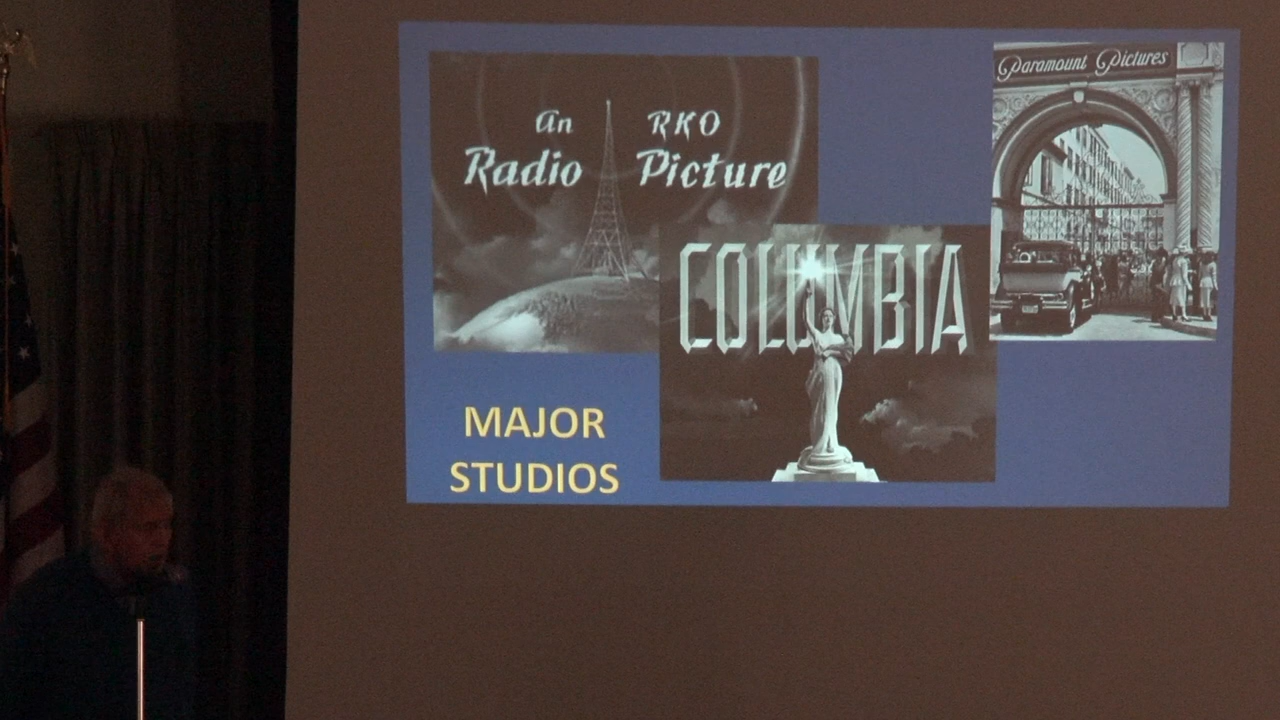 An RKO
Radio Picture
Paramount Pictures
COLUMBIA
MAJOR
STUDIOS